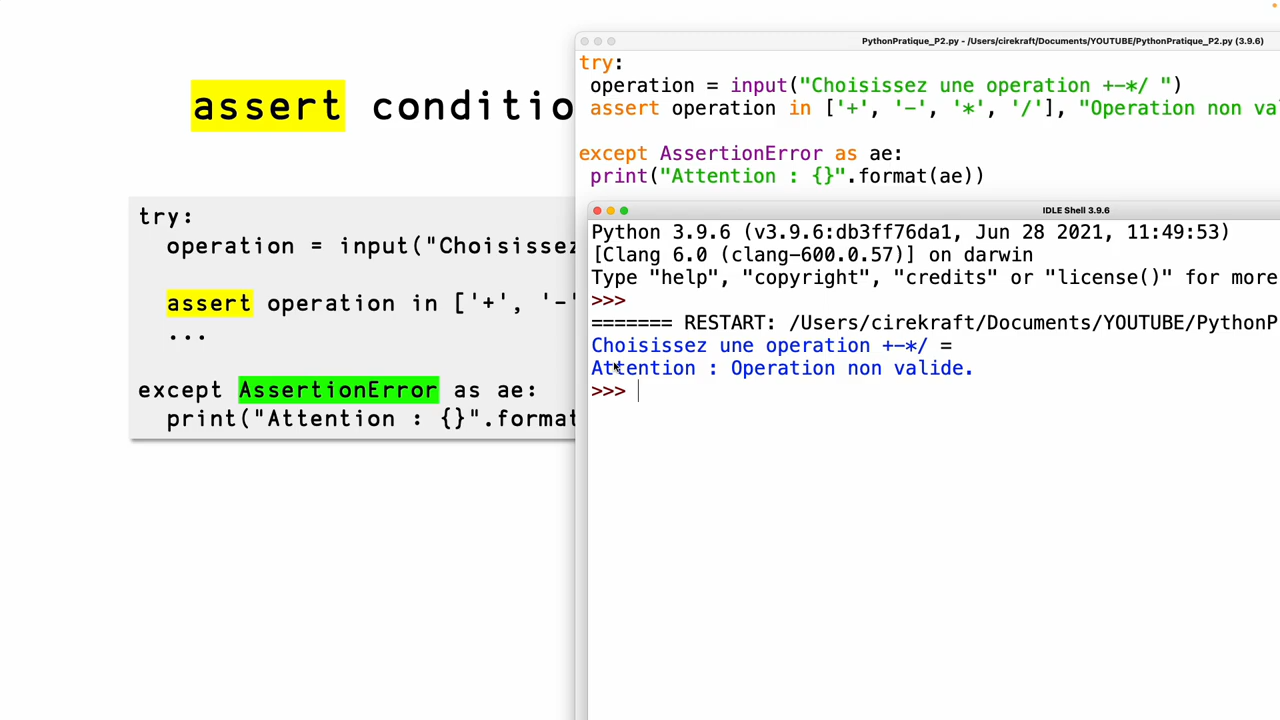 assert conditio
try:
operation = input("Choisissez
assert operation in ['+', '-'
...
except AssertionError as ae:
print("Attention : {}".format
PythonPratique_P2.py - /Users/cirekraft/Documents/YOUTUBE/PythonPratique_P2.py (3.9.6)
try:
operation = input("Choisissez une operation +-*/ ")
assert operation in ['+', '-', '*', '/'], "Operation non va
except AssertionError as ae:
print("Attention : {}".format(ae))
IDLE Shell 3.9.6
Python 3.9.6 (v3.9.6:db3ff76da1, Jun 28 2021, 11:49:53)
[Clang 6.0 (clang-600.0.57)] on darwin
Type "help", "copyright", "credits" or "license()" for more
>>>
======= RESTART: /Users/cirekraft/Documents/YOUTUBE/PythonP
Choisissez une operation +-*/ =
Attention : Operation non valide.
>>>